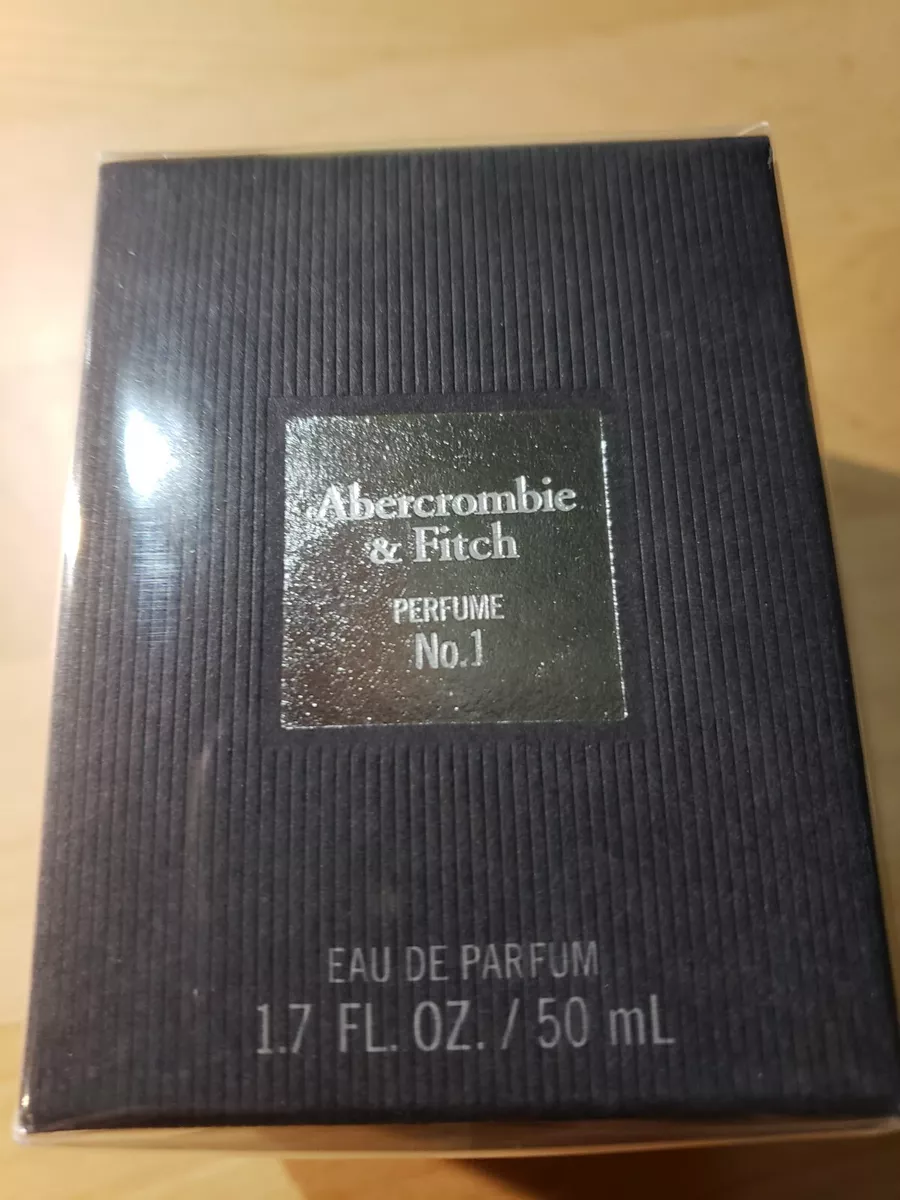 Abercrombie
& Fitch
PERFUME
No.1
EAU DE PARFUM
1.7 FL. OZ. / 50 mL